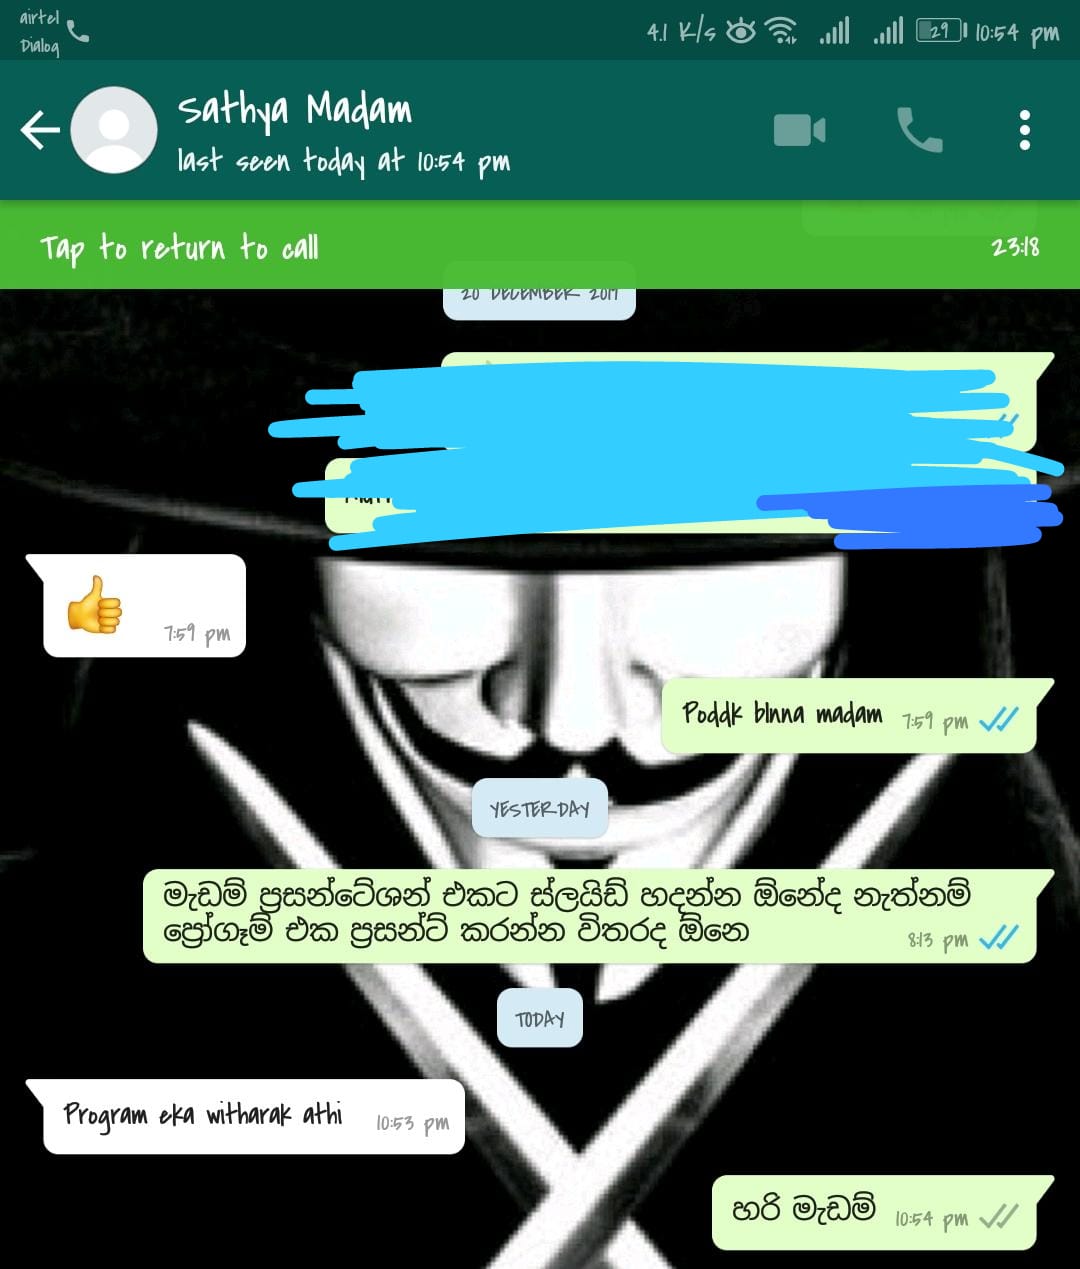 airtel
Dialog
4.1 K/s
29
10:54 pm
Sathya Madam
last seen today at 10:54 pm
Tap to return to call
23:18
20 DECEMBER 2019
7:59 pm
Poddk blnna madam
7:59 pm
YESTERDAY
මැඩම් ප්‍රසන්ටේශන් එකට ස්ලයිඩ් හදන්න ඕනේද නැත්නම්
ප්‍රෝගෑම් එක ප්‍රසන්ට් කරන්න විතරද ඕනෙ
8:13 pm
TODAY
Program eka witharak athi
10:53 pm
හරි මැඩම්
10:54 pm